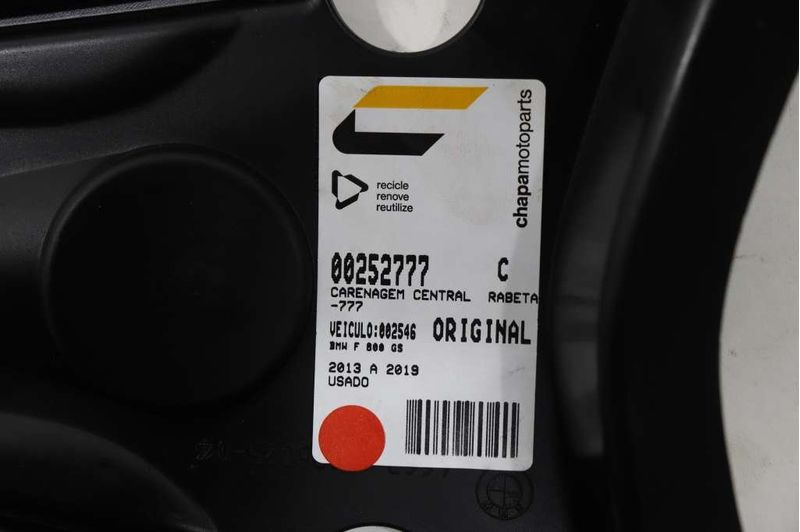 chapamotoparts
recicle
renove
reutilize
00252777 C
CARENAGEM CENTRAL RABETA
-777
VEICULO:002546 ORIGINAL
BMW F 800 GS
2013 A 2019
USADO